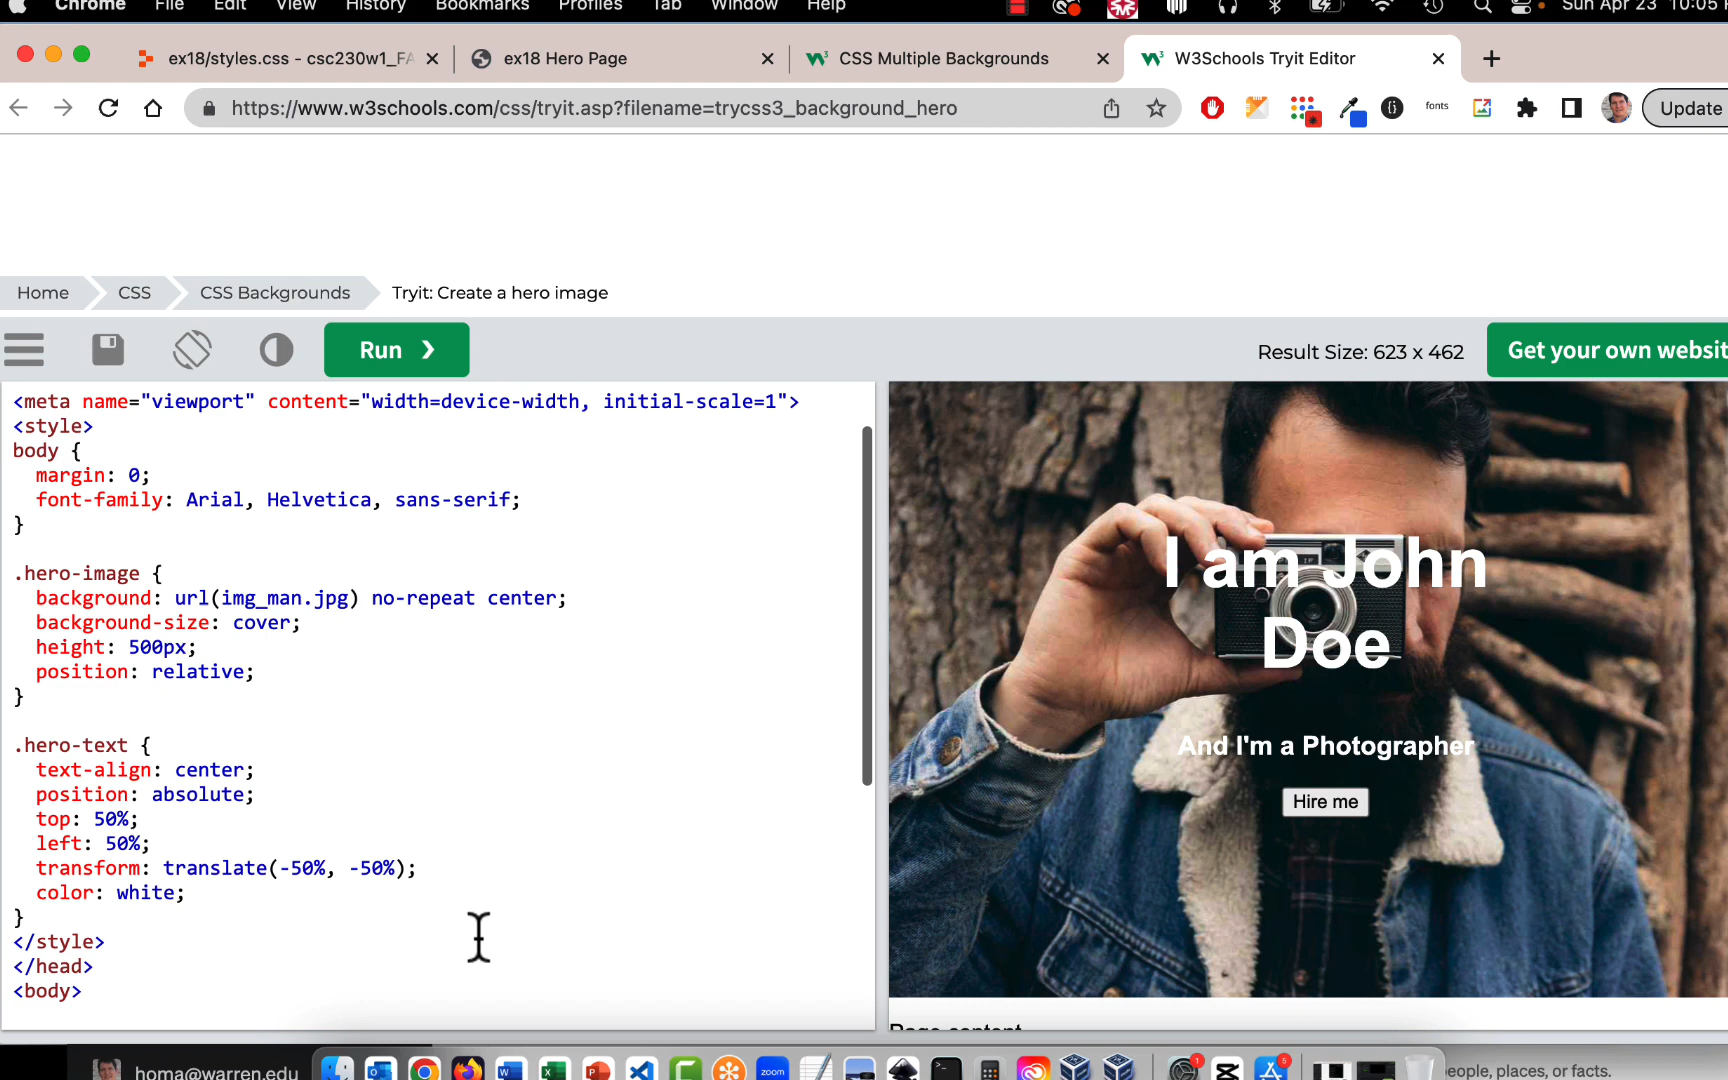 Chrome File Edit View History Bookmarks Profiles Tab Window Help Sun Apr 23 10:05
ex18/styles.css - csc230w1_FA ex18 Hero Page CSS Multiple Backgrounds W3Schools Tryit Editor
https://www.w3schools.com/css/tryit.asp?filename=trycss3_background_hero fonts Update
Home CSS CSS Backgrounds Tryit: Create a hero image
Run ❯ Result Size: 623 x 462 Get your own websit
<meta name="viewport" content="width=device-width, initial-scale=1">
<style>
body {
margin: 0;
font-family: Arial, Helvetica, sans-serif;
}
.hero-image {
background: url(img_man.jpg) no-repeat center;
background-size: cover;
height: 500px;
position: relative;
}
.hero-text {
text-align: center;
position: absolute;
top: 50%;
left: 50%;
transform: translate(-50%, -50%);
color: white;
}
</style>
</head>
<body>
I am John
Doe
And I'm a Photographer
Hire me
Page content
homa@warren.edu zoom eople, places, or facts.